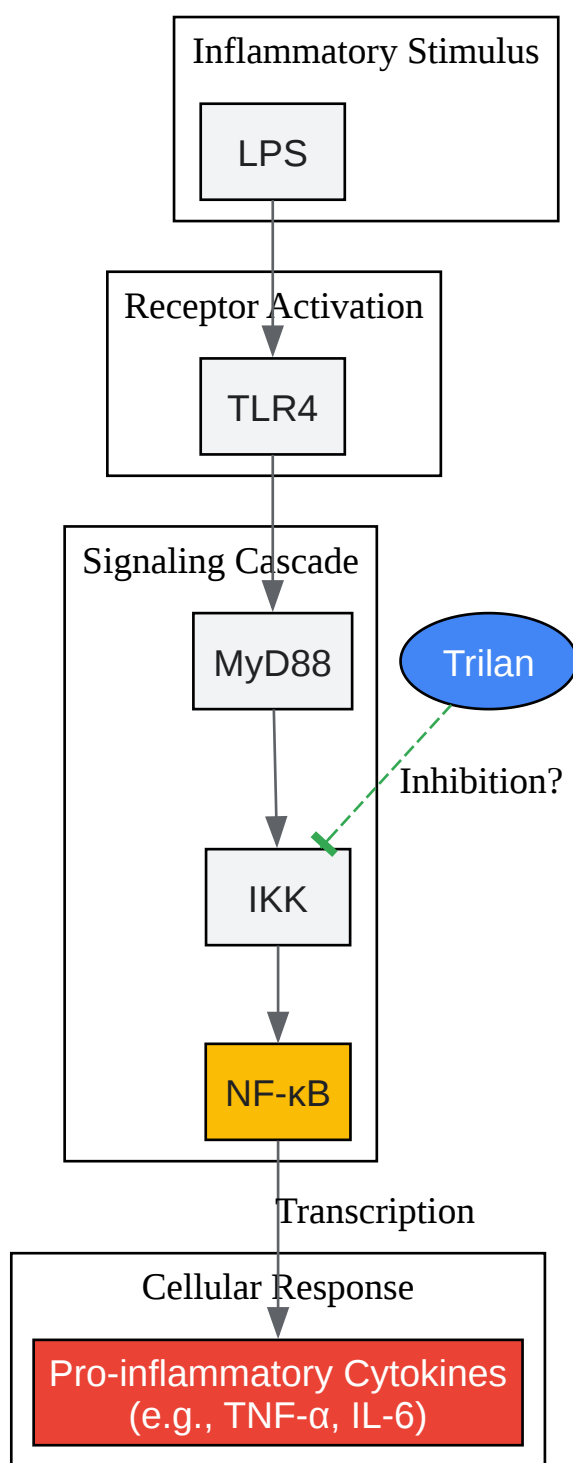 Inflammatory Stimulus
LPS
Receptor Activation
TLR4
Signaling Cascade
MyD88
Trilan
Inhibition?
IKK
NF-κB
Transcription
Cellular Response
Pro-inflammatory Cytokines
(e.g., TNF-α, IL-6)